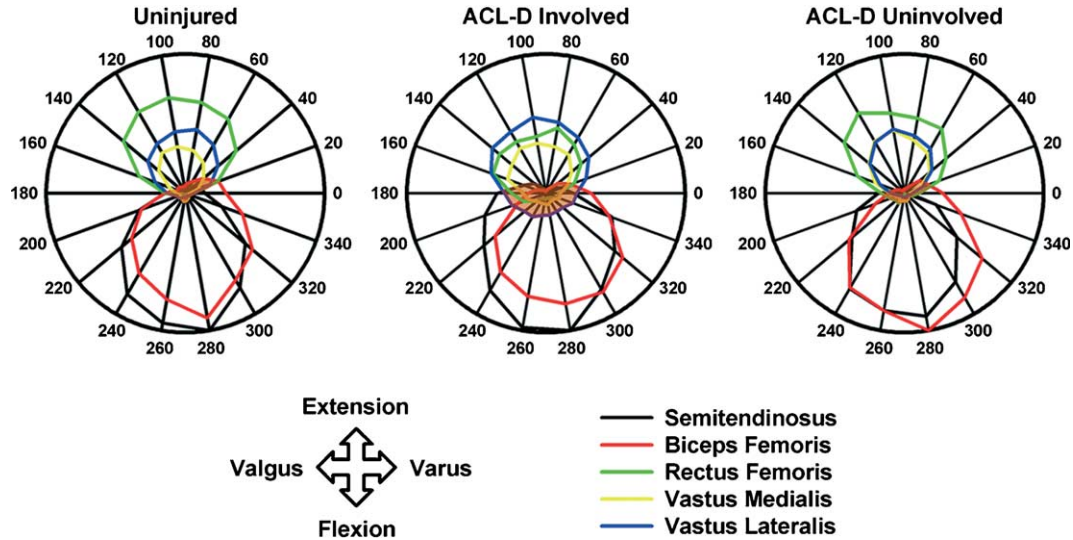 Uninjured
ACL-D Involved
ACL-D Uninvolved
100 80
120 60
140 40
160 20
180 0
200 340
220 320
240 300
260 280
100 80
120 60
140 40
160 20
180 0
200 340
220 320
240 300
260 280
100 80
120 60
140 40
160 20
180 0
200 340
220 320
240 300
260 280
Extension
Valgus Varus
Flexion
Semitendinosus
Biceps Femoris
Rectus Femoris
Vastus Medialis
Vastus Lateralis